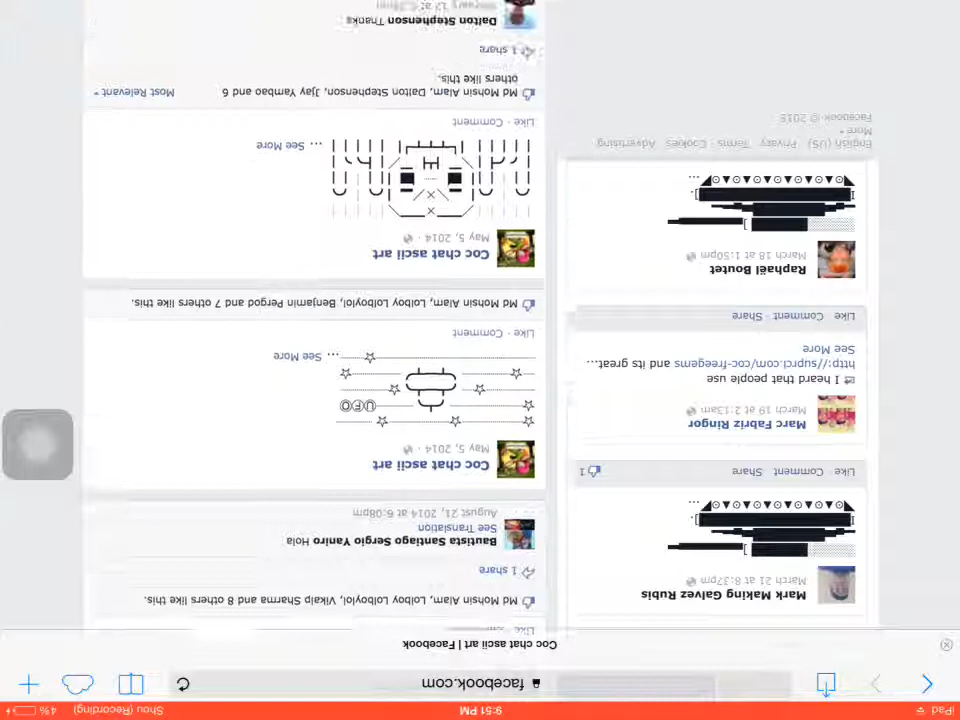 iPad 9:51 PM Shou (Recording) 4%
facebook.com
Coc chat ascii art | Facebook
Mark Making Galvez Rubis
March 21 at 8:37pm
◢⊙▲⊙▲⊙▲⊙▲⊙▲⊙▲⊙◣...
Like · Comment · Share 1
Marc Fabriz Ringor
March 19 at 2:13am
I heard that people use
http://suprcl.com/coc-freegems and its great...
See More
Like · Comment · Share
Raphaël Boutet
March 18 at 1:50pm
◢⊙▲⊙▲⊙▲⊙▲⊙▲⊙▲⊙◣...
English (US) · Privacy · Terms · Cookies · Advertising ·
More
Facebook © 2015
Like ·
Md Mohsin Alam, Lolboy Lolboylol, Vikalp Sharma and 8 others like this.
1 share
Bautista Santiago Sergio Yaniro Hola
See Translation
August 21, 2014 at 6:08pm
Coc chat ascii art
May 5, 2014 ·
ⓊⒻⓄ
... See More
Like · Comment
Md Mohsin Alam, Lolboy Lolboylol, Benjamin Pergod and 7 others like this.
Coc chat ascii art
May 5, 2014 ·
... See More
Like · Comment
Md Mohsin Alam, Dalton Stephenson, Jjay Yambao and 6 Most Relevant
others like this.
1 share
Dalton Stephenson Thanks